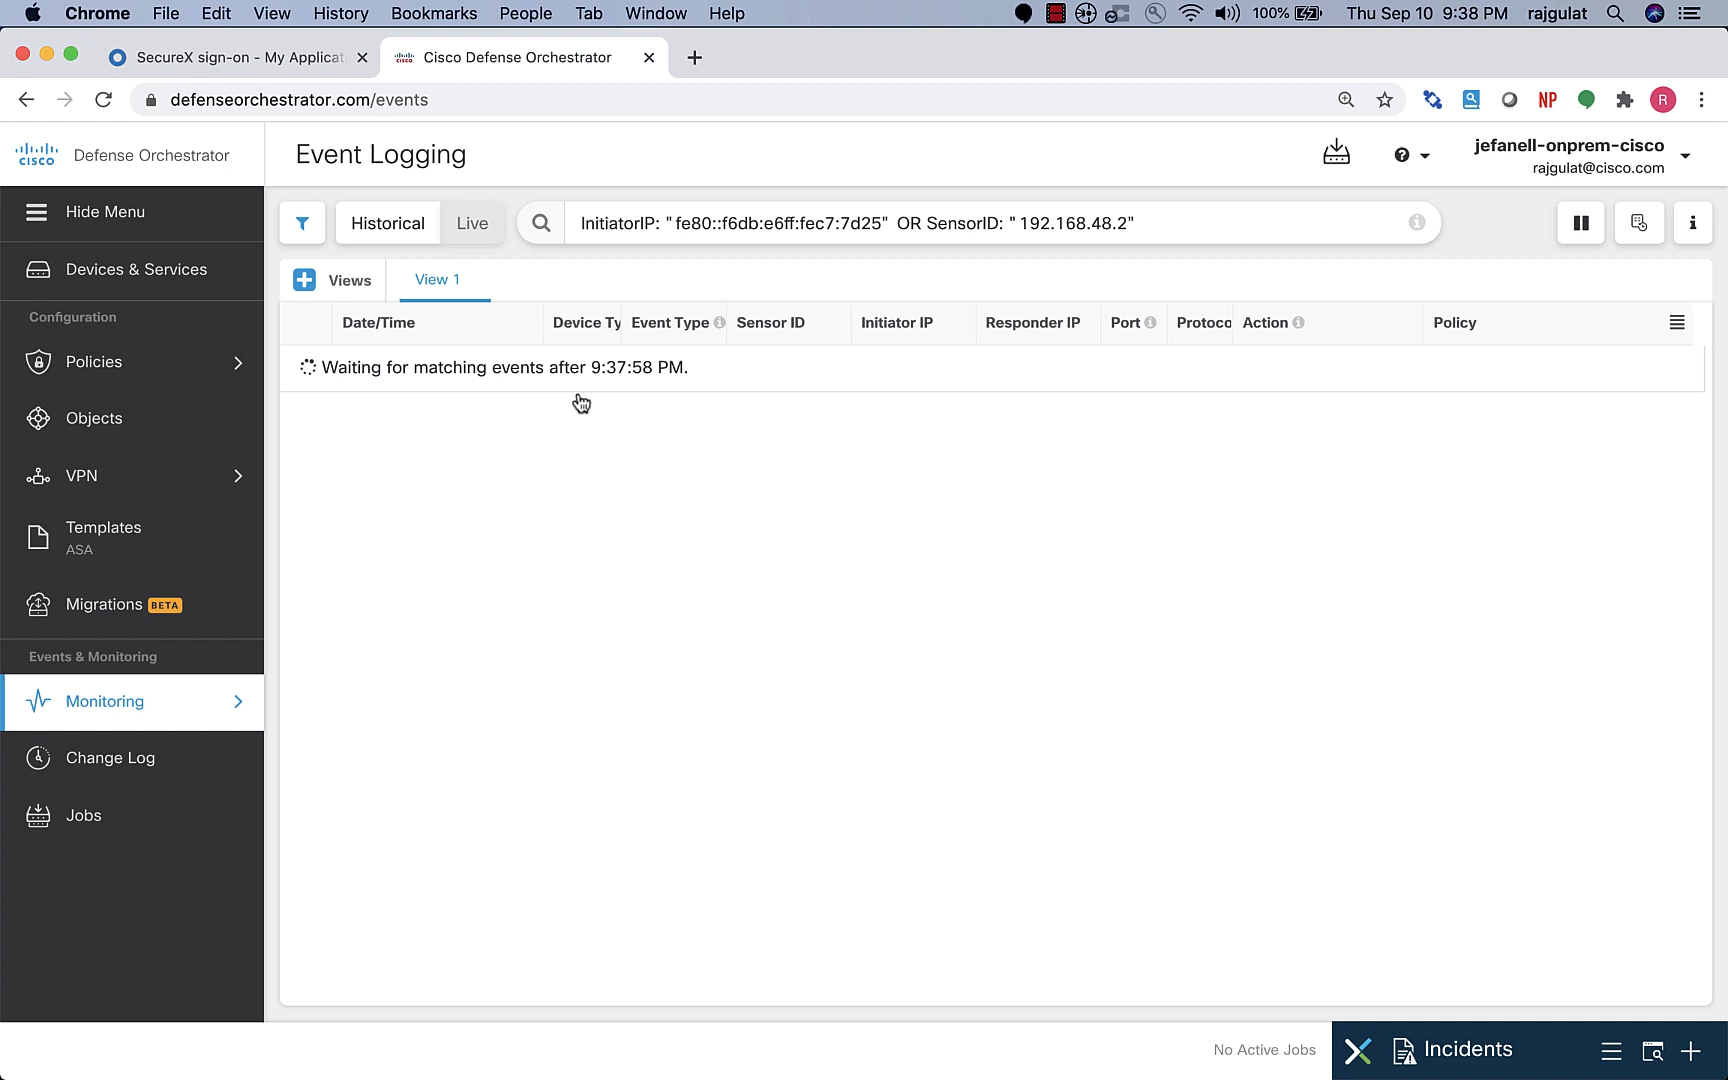 Chrome File Edit View History Bookmarks People Tab Window Help 100% Thu Sep 10 9:38 PM rajgulat
SecureX sign-on - My Applicat
Cisco Defense Orchestrator
defenseorchestrator.com/events
NP
R
CISCO Defense Orchestrator
Event Logging
jefanell-onprem-cisco
rajgulat@cisco.com
Hide Menu
Historical Live InitiatorIP: "fe80::f6db:e6ff:fec7:7d25" OR SensorID: "192.168.48.2"
Devices & Services
Views View 1
Configuration
Date/Time Device Ty Event Type Sensor ID Initiator IP Responder IP Port Protoco Action Policy
Policies
Waiting for matching events after 9:37:58 PM.
Objects
VPN
Templates
ASA
Migrations BETA
Events & Monitoring
Monitoring
Change Log
Jobs
No Active Jobs
Incidents